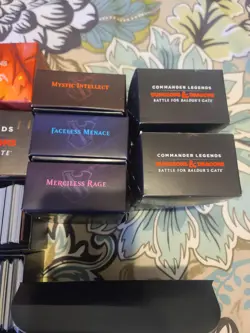 MYSTIC INTELLECT
FACELESS MENACE
MERCILESS RAGE
COMMANDER LEGENDS
DUNGEONS & DRAGONS
BATTLE FOR BALDUR'S GATE
COMMANDER LEGENDS
DUNGEONS & DRAGONS
BATTLE FOR BALDUR'S GATE